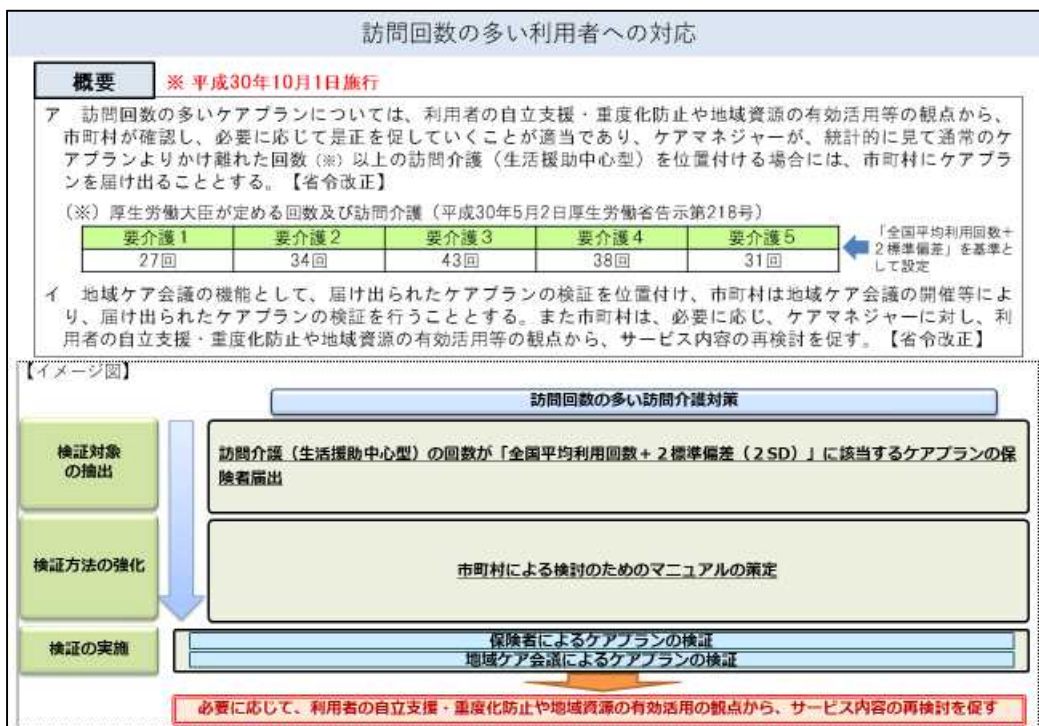 訪問回数の多い利用者への対応
概要
※ 平成30年10月1日施行
ア 訪問回数の多いケアプランについては、利用者の自立支援・重度化防止や地域資源の有効活用等の観点から、
市町村が確認し、必要に応じて是正を促していくことが適当であり、ケアマネジャーが、統計的に見て通常のケ
アプランよりかけ離れた回数(※)以上の訪問介護(生活援助中心型)を位置付ける場合には、市町村にケアプラ
ンを届け出ることとする。【省令改正】
(※)厚生労働大臣が定める回数及び訪問介護(平成30年5月2日厚生労働省告示第218号)
要介護1 要介護2 要介護3 要介護4 要介護5
27回 34回 43回 38回 31回
「全国平均利用回数+
2標準偏差」を基準と
して設定
イ 地域ケア会議の機能として、届け出られたケアプランの検証を位置付け、市町村は地域ケア会議の開催等によ
り、届け出られたケアプランの検証を行うこととする。また市町村は、必要に応じ、ケアマネジャーに対し、利
用者の自立支援・重度化防止や地域資源の有効活用等の観点から、サービス内容の再検討を促す。【省令改正】
【イメージ図】
訪問回数の多い訪問介護対策
検証対象
の抽出
訪問介護(生活援助中心型)の回数が「全国平均利用回数+2標準偏差(2SD)」に該当するケアプランの保
険者届出
検証方法の強化
市町村による検討のためのマニュアルの策定
検証の実施
保険者によるケアプランの検証
地域ケア会議によるケアプランの検証
必要に応じて、利用者の自立支援・重度化防止や地域資源の有効活用の観点から、サービス内容の再検討を促す